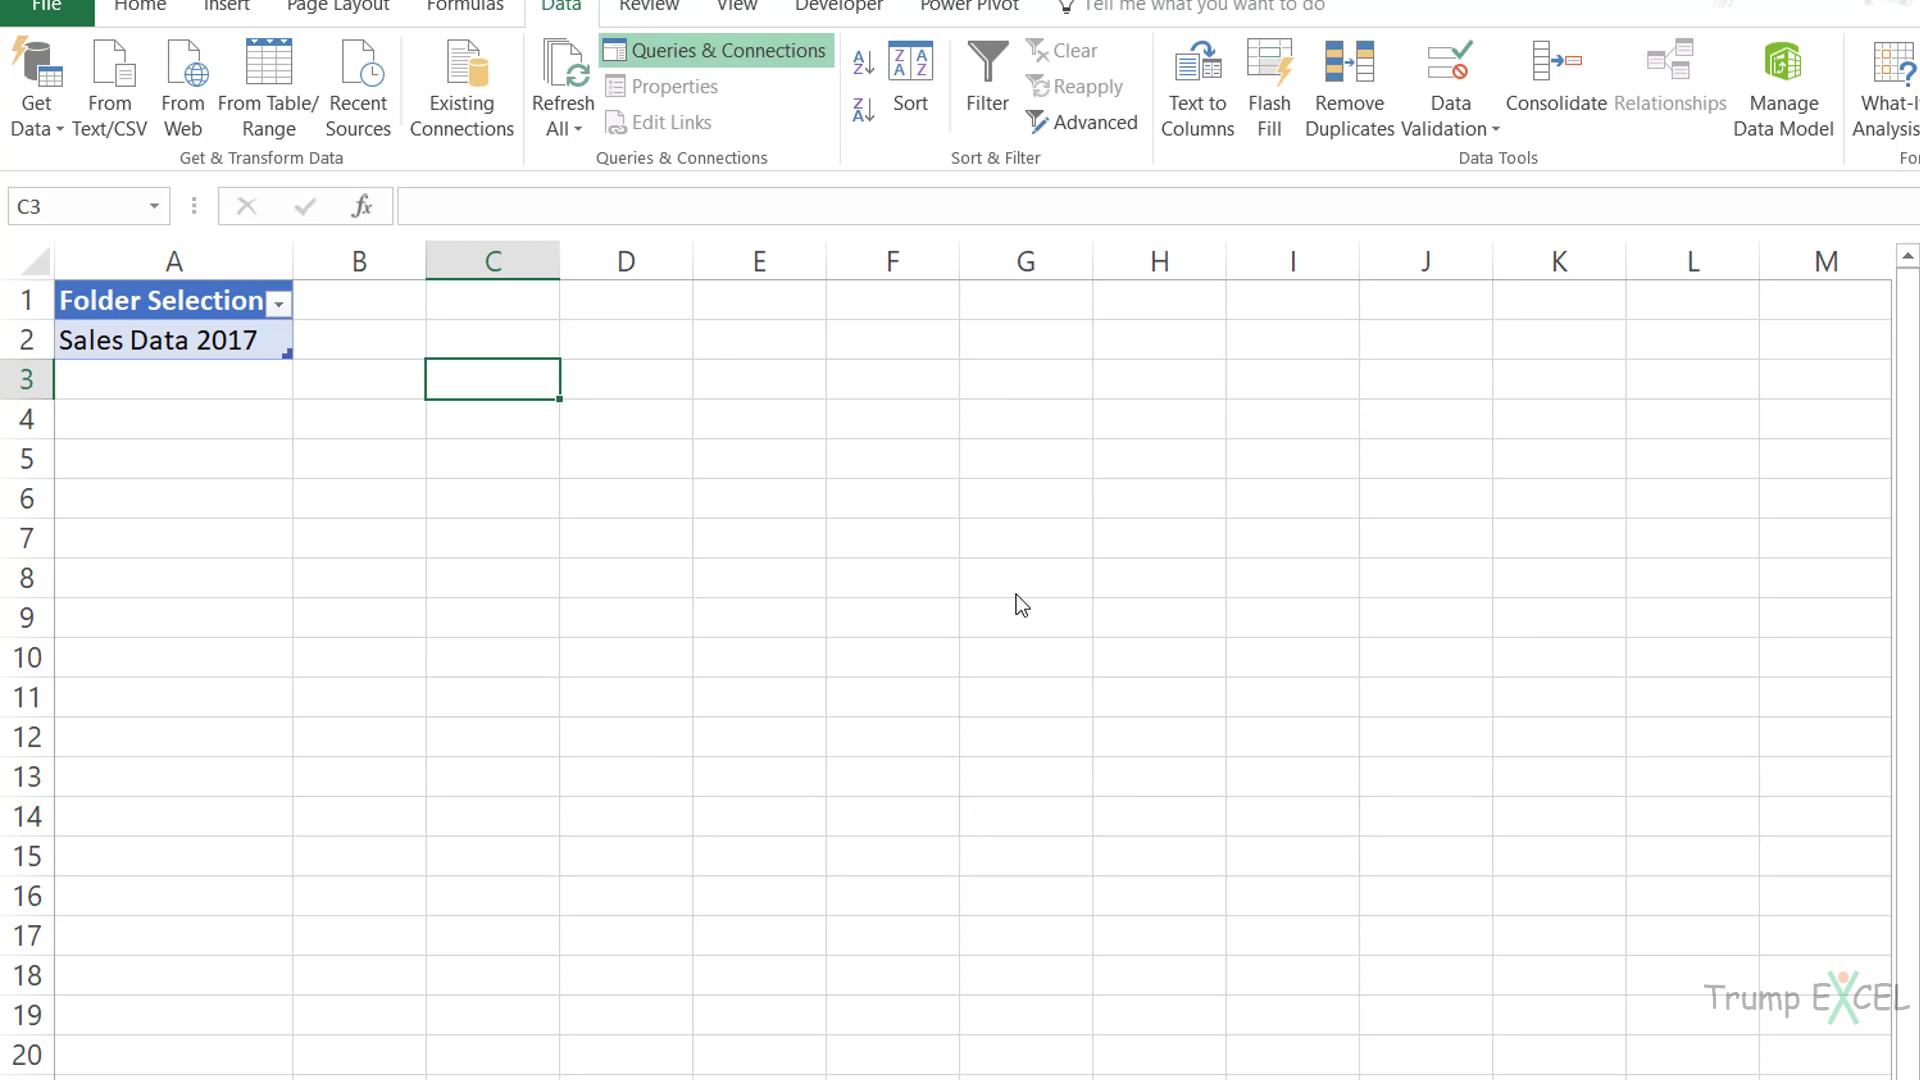 File Home Insert Page Layout Formulas Data Review View Developer Power Pivot Tell me what you want to do
Get Data
From Text/CSV
From Web
From Table/ Range
Recent Sources
Existing Connections
Refresh All
Queries & Connections
Properties
Edit Links
Sort
Filter
Clear
Reapply
Advanced
Text to Columns
Flash Fill
Remove Duplicates
Data Validation
Consolidate
Relationships
Manage Data Model
What-I
Analysis
Get & Transform Data
Queries & Connections
Sort & Filter
Data Tools
Fo
C3
fx
A B C D E F G H I J K L M
1 Folder Selection
2 Sales Data 2017
3
4
5
6
7
8
9
10
11
12
13
14
15
16
17
18
19
20
Trump EXCEL